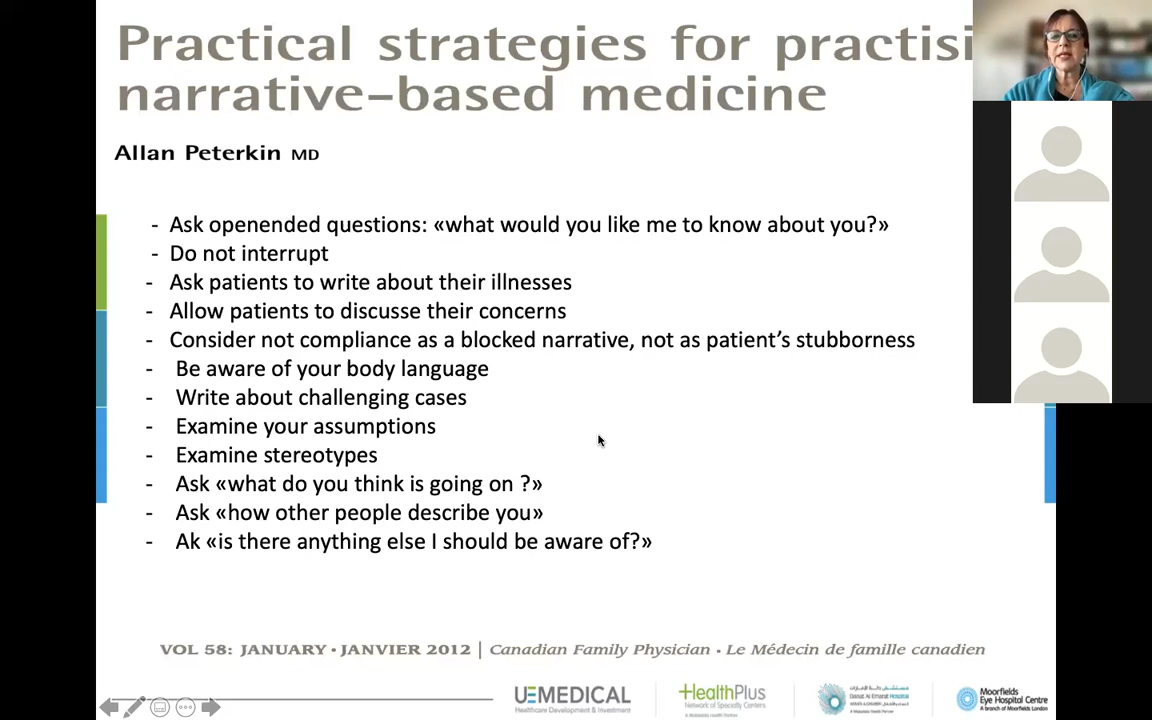 Practical strategies for practisi
narrative-based medicine
Allan Peterkin MD
- Ask openended questions: «what would you like me to know about you?»
- Do not interrupt
- Ask patients to write about their illnesses
- Allow patients to discusse their concerns
- Consider not compliance as a blocked narrative, not as patient's stubborness
- Be aware of your body language
- Write about challenging cases
- Examine your assumptions
- Examine stereotypes
- Ask «what do you think is going on ?»
- Ask «how other people describe you»
- Ak «is there anything else I should be aware of?»
VOL 58: JANUARY • JANVIER 2012 | Canadian Family Physician • Le Médecin de famille canadien
UEMEDICAL
Healthcare Development & Investment
HealthPlus
Network of Specialty Centers
Danat Al Emarat Hospital
Moorfields
Eye Hospital Centre
A branch of Moorfields London